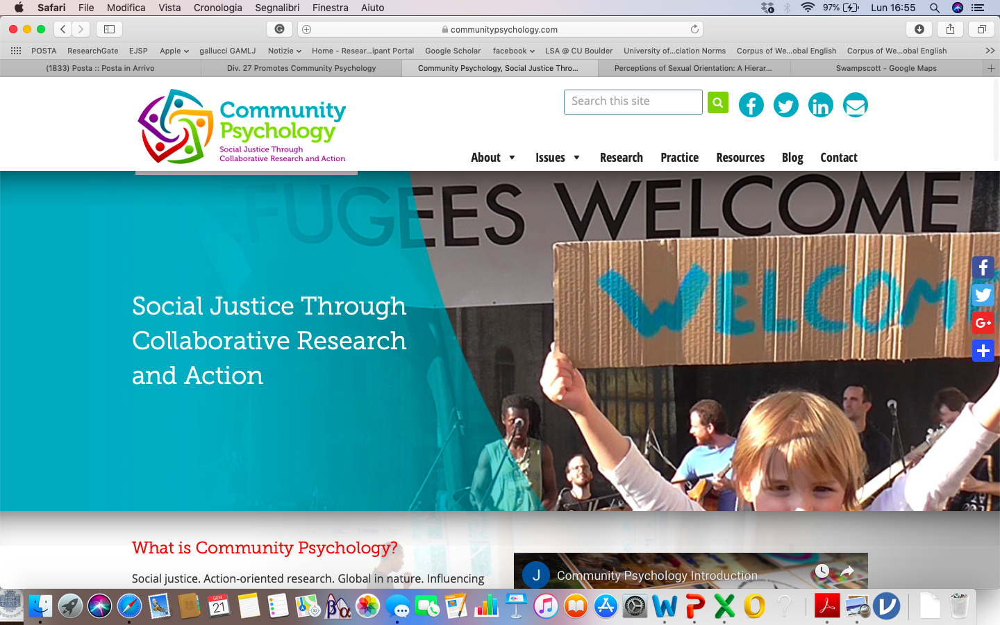 Safari File Modifica Vista Cronologia Segnalibri Finestra Aiuto 97% Lun 16:55
communitypsychology.com
POSTA ResearchGate EJSP Apple gallucci GAMLJ Notizie Home - Resear...ipant Portal Google Scholar facebook LSA @ CU Boulder University of...ciation Norms Corpus of We...obal English Corpus of We...obal English
(1833) Posta :: Posta in Arrivo Div. 27 Promotes Community Psychology Community Psychology, Social Justice Thro... Perceptions of Sexual Orientation: A Hierar... Swampscott - Google Maps
Community
Psychology
Social Justice Through
Collaborative Research and Action
Search this site
About Issues Research Practice Resources Blog Contact
EFUGEES WELCOME
WELCOM
Social Justice Through
Collaborative Research
and Action
What is Community Psychology?
Social justice. Action-oriented research. Global in nature. Influencing
J Community Psychology Introduction
GEN
21